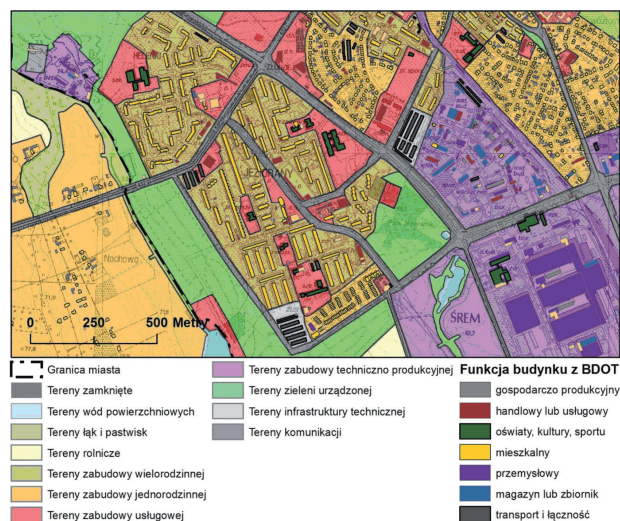 HELENKI
JEZIORANY
Nochowo
ŚREM
0 250 500 Metry
Granica miasta
Tereny zamknięte
Tereny wód powierzchniowych
Tereny łąk i pastwisk
Tereny rolnicze
Tereny zabudowy wielorodzinnej
Tereny zabudowy jednorodzinnej
Tereny zabudowy usługowej
Tereny zabudowy techniczno produkcyjnej
Tereny zieleni urządzonej
Tereny infrastruktury technicznej
Tereny komunikacji
Funkcja budynku z BDOT
gospodarczo produkcyjny
handlowy lub usługowy
oświaty, kultury, sportu
mieszkalny
przemysłowy
magazyn lub zbiornik
transport i łączność